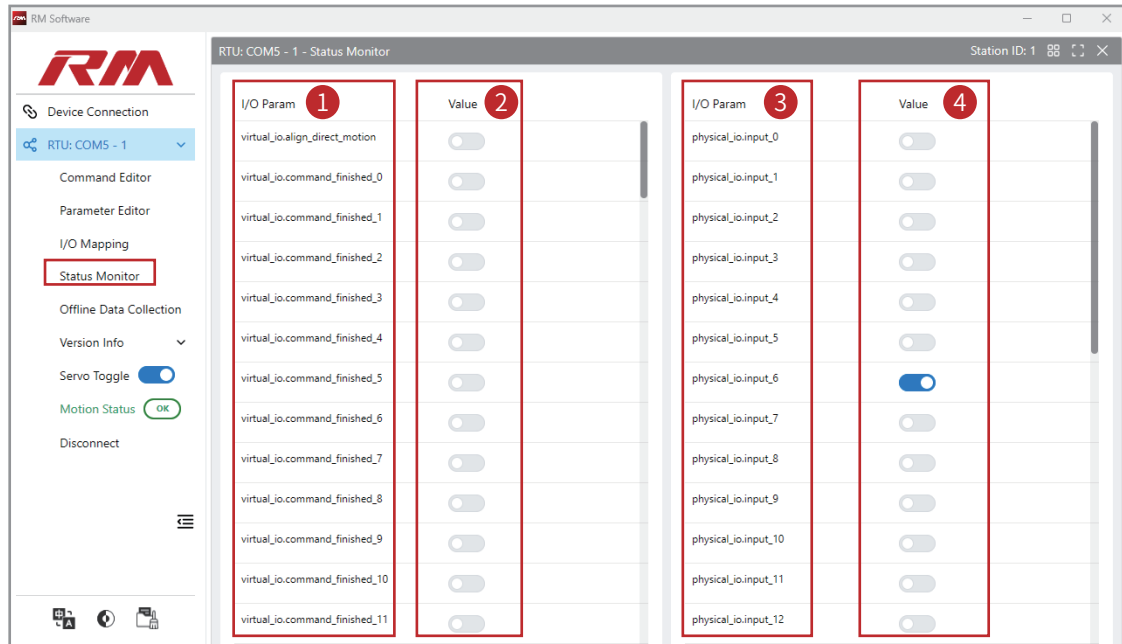 RM RM Software
RTU: COM5 - 1 - Status Monitor
Station ID: 1
RM
Device Connection
RTU: COM5 - 1
Command Editor
Parameter Editor
I/O Mapping
Status Monitor
Offline Data Collection
Version Info
Servo Toggle
Motion Status OK
Disconnect
中 A
I/O Param 1 Value 2
virtual_io.align_direct_motion
virtual_io.command_finished_0
virtual_io.command_finished_1
virtual_io.command_finished_2
virtual_io.command_finished_3
virtual_io.command_finished_4
virtual_io.command_finished_5
virtual_io.command_finished_6
virtual_io.command_finished_7
virtual_io.command_finished_8
virtual_io.command_finished_9
virtual_io.command_finished_10
virtual_io.command_finished_11
I/O Param 3 Value 4
physical_io.input_0
physical_io.input_1
physical_io.input_2
physical_io.input_3
physical_io.input_4
physical_io.input_5
physical_io.input_6
physical_io.input_7
physical_io.input_8
physical_io.input_9
physical_io.input_10
physical_io.input_11
physical_io.input_12